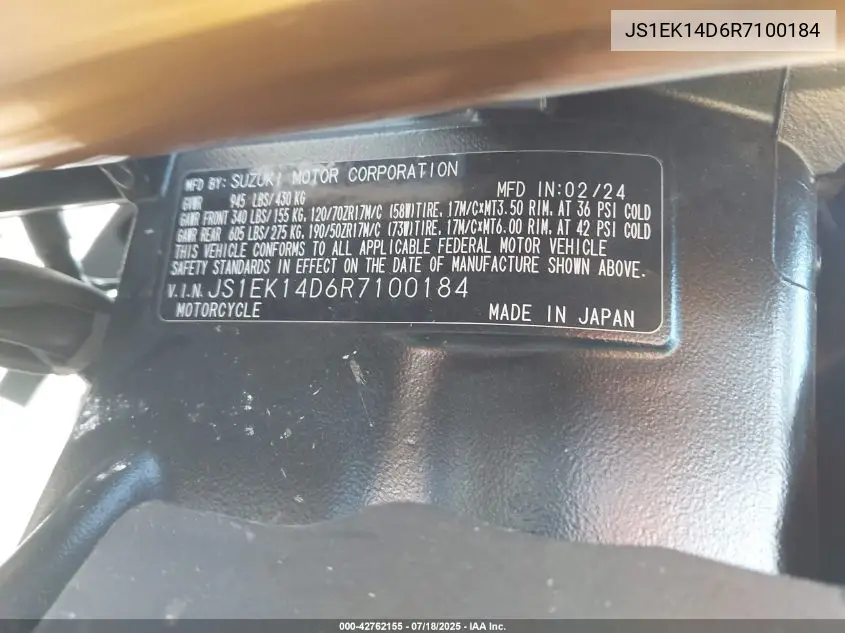 JS1EK14D6R7100184
MFD BY: SUZUKI MOTOR CORPORATION
MFD IN:02/24
GVWR 945 LBS/430 KG
GAWR FRONT 340 LBS/155 KG, 120/70ZR17M/C (58W)TIRE, 17M/C×MT3.50 RIM, AT 36 PSI COLD
GAWR REAR 605 LBS/275 KG, 190/50ZR17M/C (73W)TIRE, 17M/C×MT6.00 RIM, AT 42 PSI COLD
THIS VEHICLE CONFORMS TO ALL APPLICABLE FEDERAL MOTOR VEHICLE
SAFETY STANDARDS IN EFFECT ON THE DATE OF MANUFACTURE SHOWN ABOVE.
V.I.N. JS1EK14D6R7100184
MOTORCYCLE MADE IN JAPAN
000-42762155 - 07/18/2025 - IAA Inc.